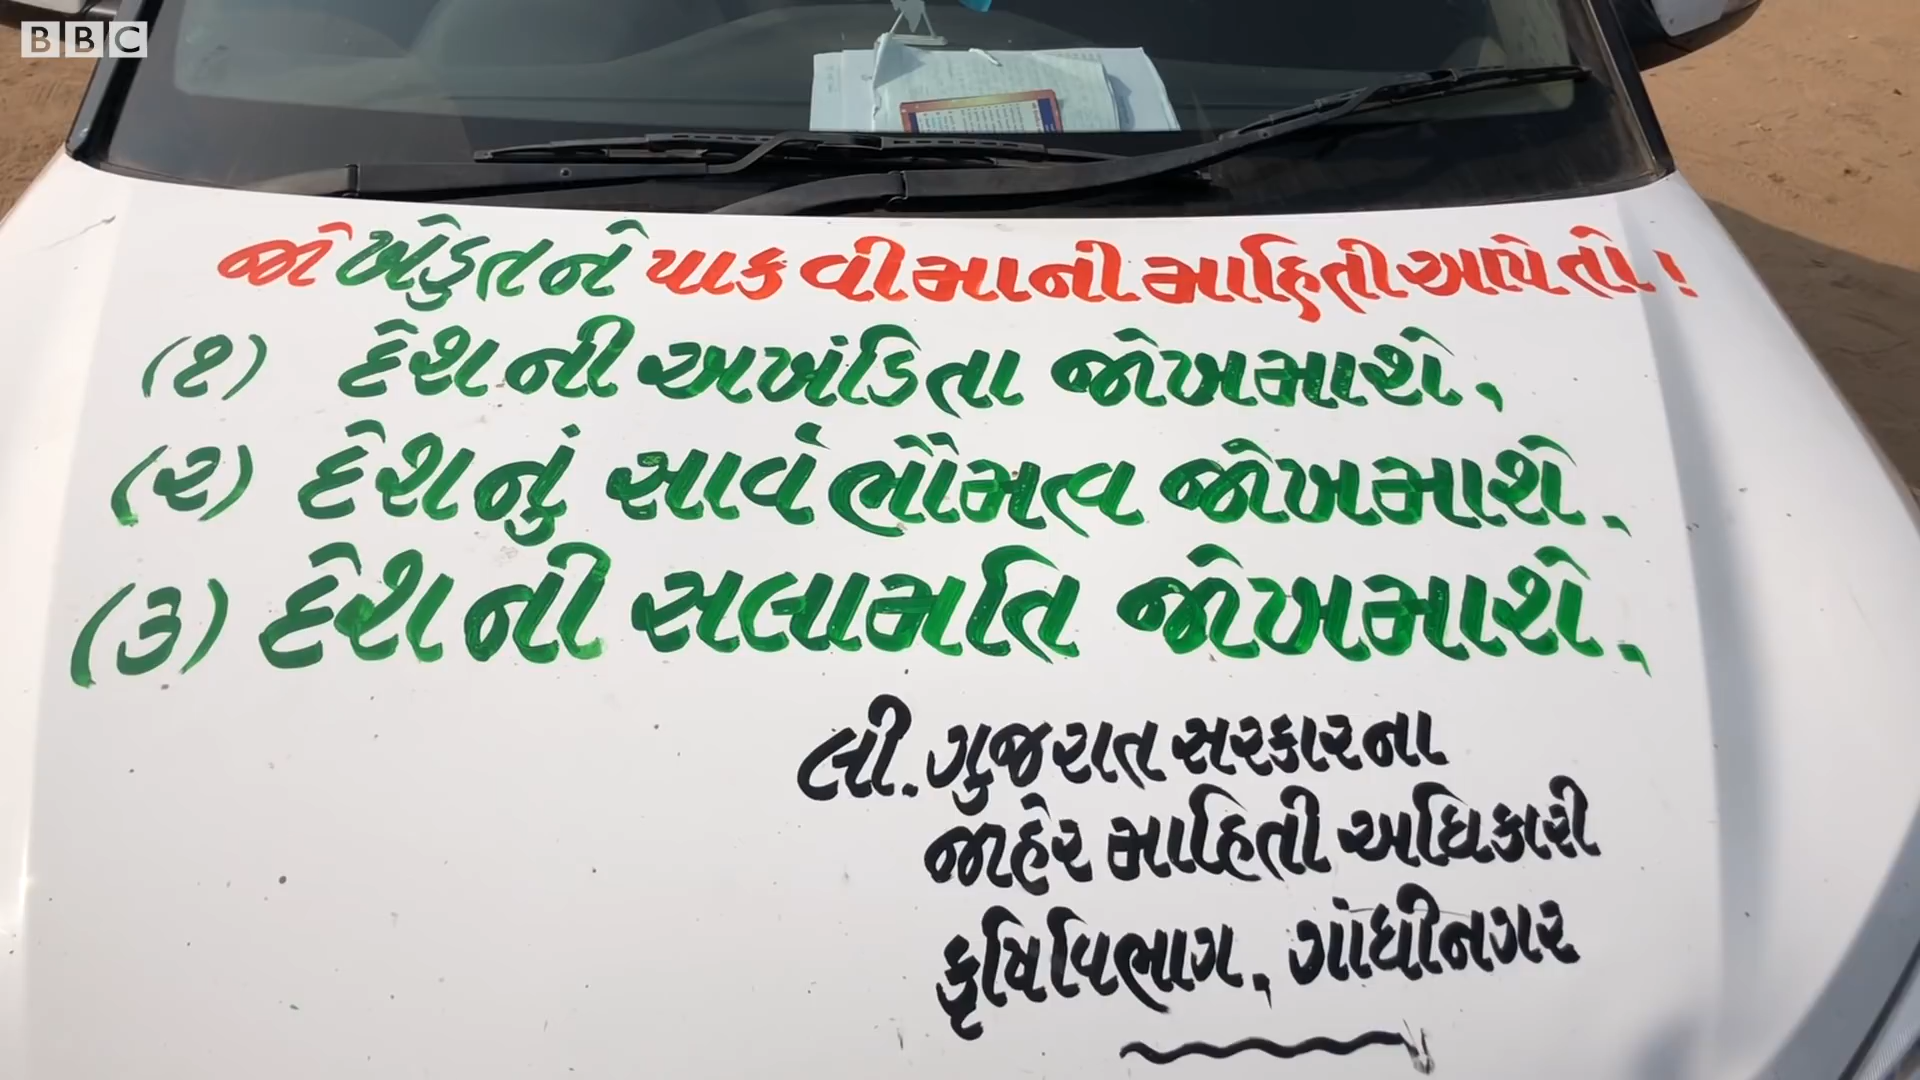 BBC
જો ખેડુતને પાક વીમાની માહિતી આપે તો!
(૧) દેશની અખંડિતા જોખમાશે.
(૨) દેશનું સાવંભૌમત્વ જોખમાશે.
(૩) દેશની સલામતિ જોખમાશે.
લી. ગુજરાત સરકારના
જાહેર માહિતી અધિકારી
કૃષિવિભાગ, ગાંધીનગર